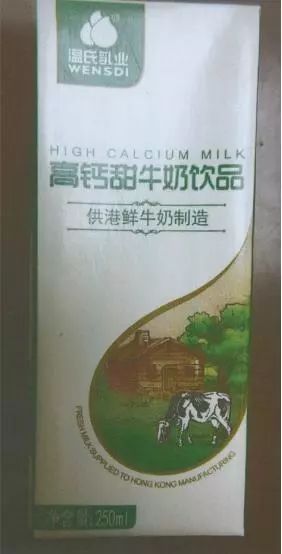 温氏乳业
WENSDI
HIGH CALCIUM MILK
高钙甜牛奶饮品
供港鲜牛奶制造
FRESH MILK SUPPLIED TO HONG KONG MANUFACTURING
净含量:250ml